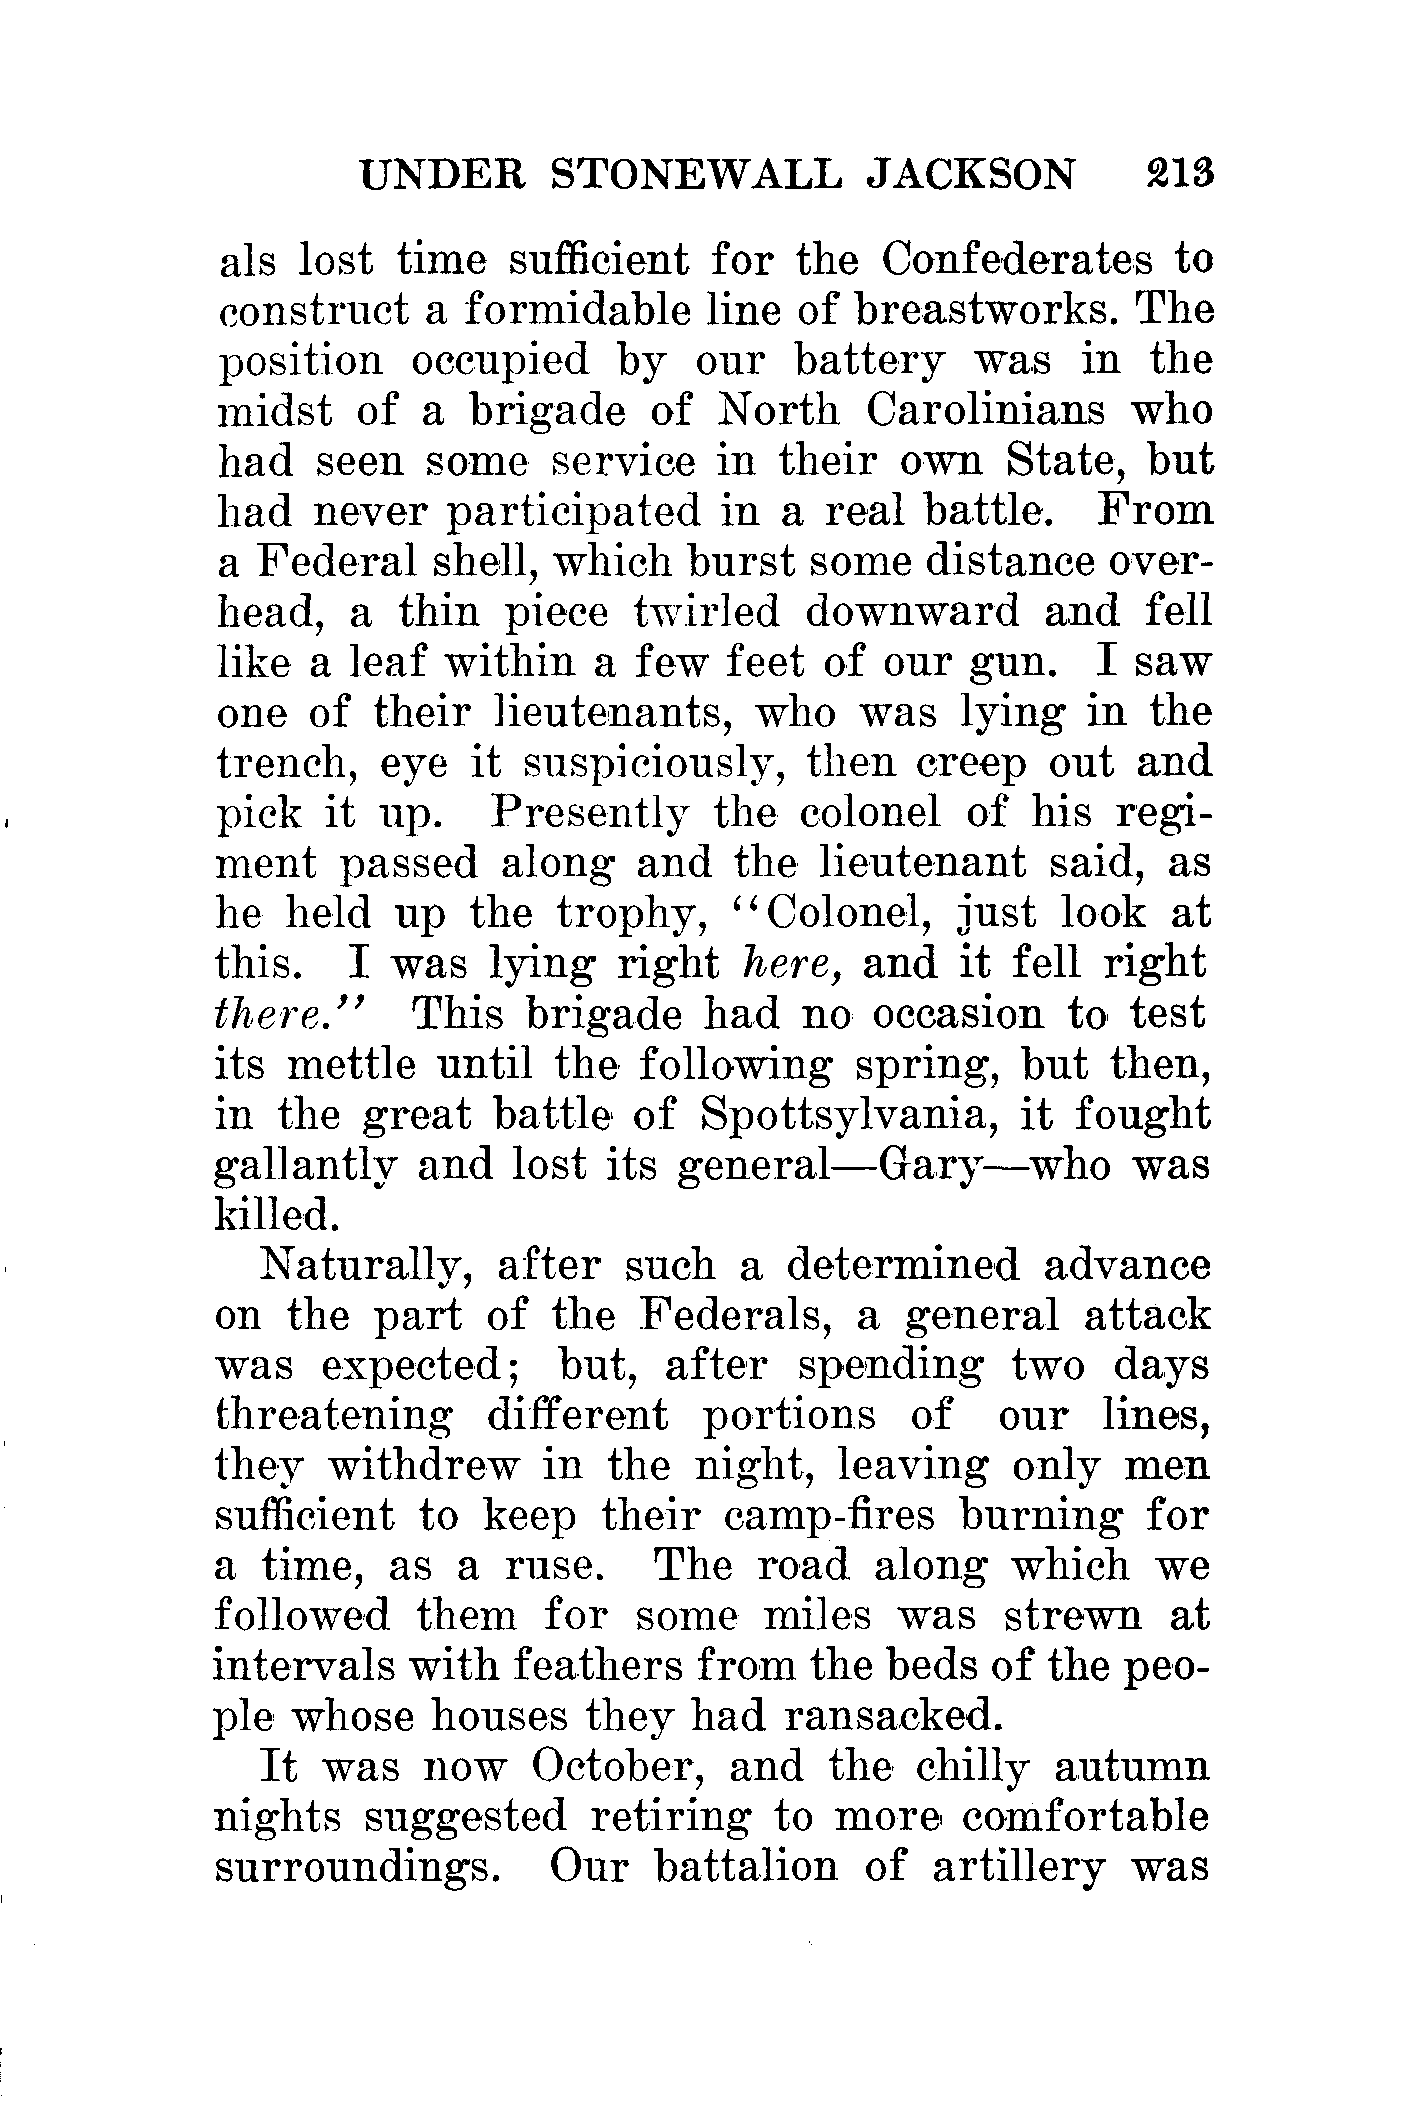 UNDER STONEWALL JACKSON 213
als lost time sufficient for the Confederates to
construct a formidable line of breastworks. The
position occupied by our battery was in the
midst of a brigade of North Carolinians who
had seen some service in their own State, but
had never participated in a real battle. From
a Federal shell, which burst some distance over-
head, a thin piece twirled downward and fell
like a leaf within a few feet of our gun. I saw
one of their lieutenants, who was lying in the
trench, eye it suspiciously, then creep out and
pick it up. Presently the colonel of his regi-
ment passed along and the lieutenant said, as
he held up the trophy, "Colonel, just look at
this. I was lying right here, and it fell right
there." This brigade had no occasion to test
its mettle until the following spring, but then,
in the great battle of Spottsylvania, it fought
gallantly and lost its general—Gary—who was
killed.
Naturally, after such a determined advance
on the part of the Federals, a general attack
was expected; but, after spending two days
threatening different portions of our lines,
they withdrew in the night, leaving only men
sufficient to keep their camp-fires burning for
a time, as a ruse. The road along which we
followed them for some miles was strewn at
intervals with feathers from the beds of the peo-
ple whose houses they had ransacked.
It was now October, and the chilly autumn
nights suggested retiring to more comfortable
surroundings. Our battalion of artillery was